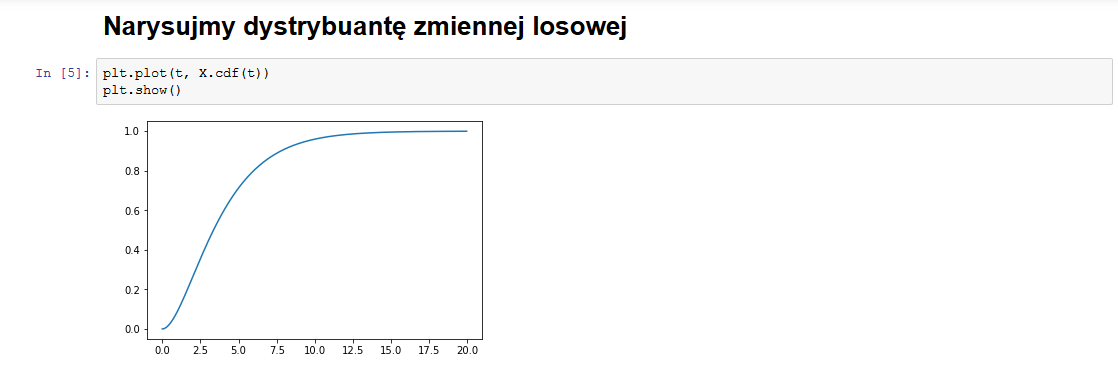 Narysujmy dystrybuantę zmiennej losowej
In [5]: plt.plot(t, X.cdf(t))
plt.show()
1.0
0.8
0.6
0.4
0.2
0.0
0.0 2.5 5.0 7.5 10.0 12.5 15.0 17.5 20.0